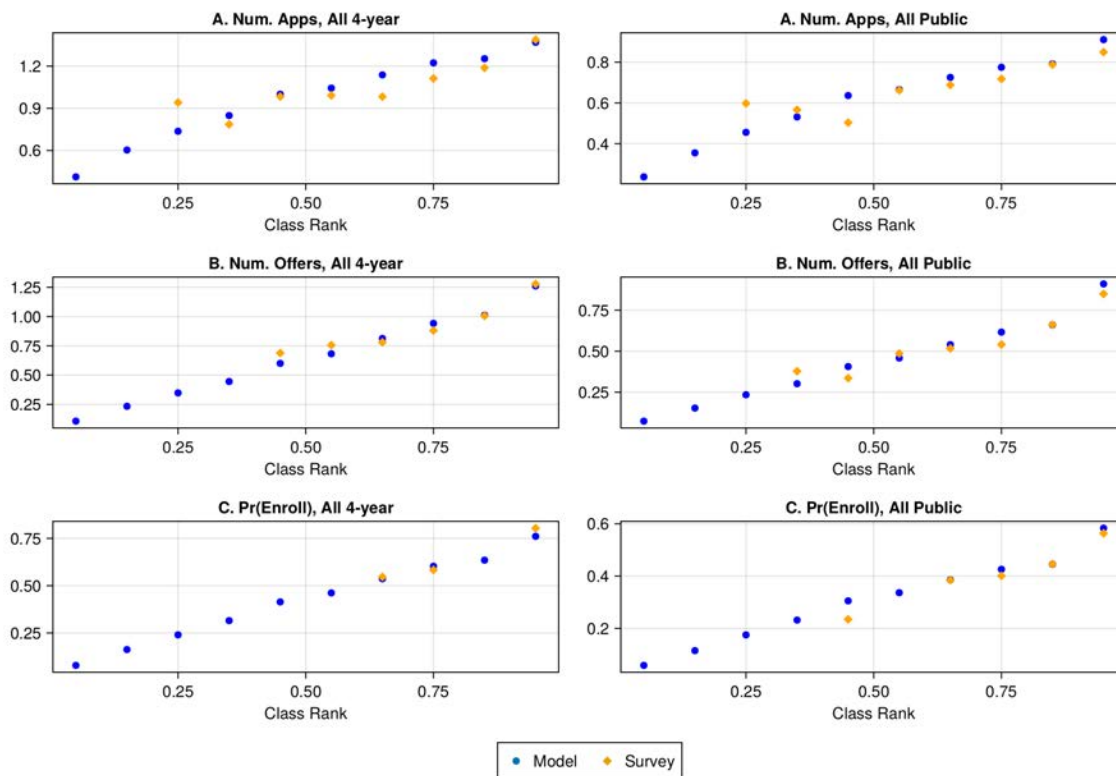 A. Num. Apps, All 4-year
1.2
0.9
0.6
0.25 0.50 0.75
Class Rank
A. Num. Apps, All Public
0.8
0.6
0.4
0.25 0.50 0.75
Class Rank
B. Num. Offers, All 4-year
1.25
1.00
0.75
0.50
0.25
0.25 0.50 0.75
Class Rank
B. Num. Offers, All Public
0.75
0.50
0.25
0.25 0.50 0.75
Class Rank
C. Pr(Enroll), All 4-year
0.75
0.50
0.25
0.25 0.50 0.75
Class Rank
C. Pr(Enroll), All Public
0.6
0.4
0.2
0.25 0.50 0.75
Class Rank
Model Survey